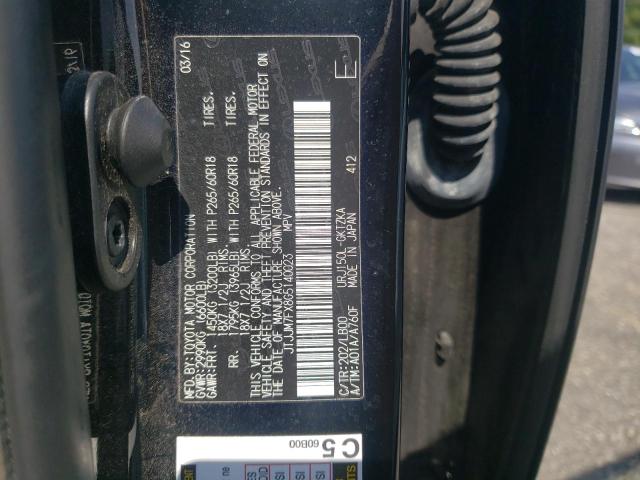 MFD.BY:TOYOTA MOTOR CORPORATION 03/16
GVWR:2990KG (6600LB)
GAWR:FRT. 1450KG (3200LB) WITH P265/60R18 TIRES.
18X7 1/2J RIMS
RR. 1795KG (3965LB) WITH P265/60R18 TIRES.
18X7 1/2J RIMS
THIS VEHICLE CONFORMS TO ALL APPLICABLE FEDERAL MOTOR
VEHICLE SAFETY AND THEFT PREVENTION STANDARDS IN EFFECT ON
THE DATE OF MANUFACTURE SHOWN ABOVE.
JTJJM7FX8G5140023 MPV
C/TR:202/LB00 URJ150L-GKTZKA
A/TM:A01A/A760F MADE IN JAPAN 412
E
C 5
60B00